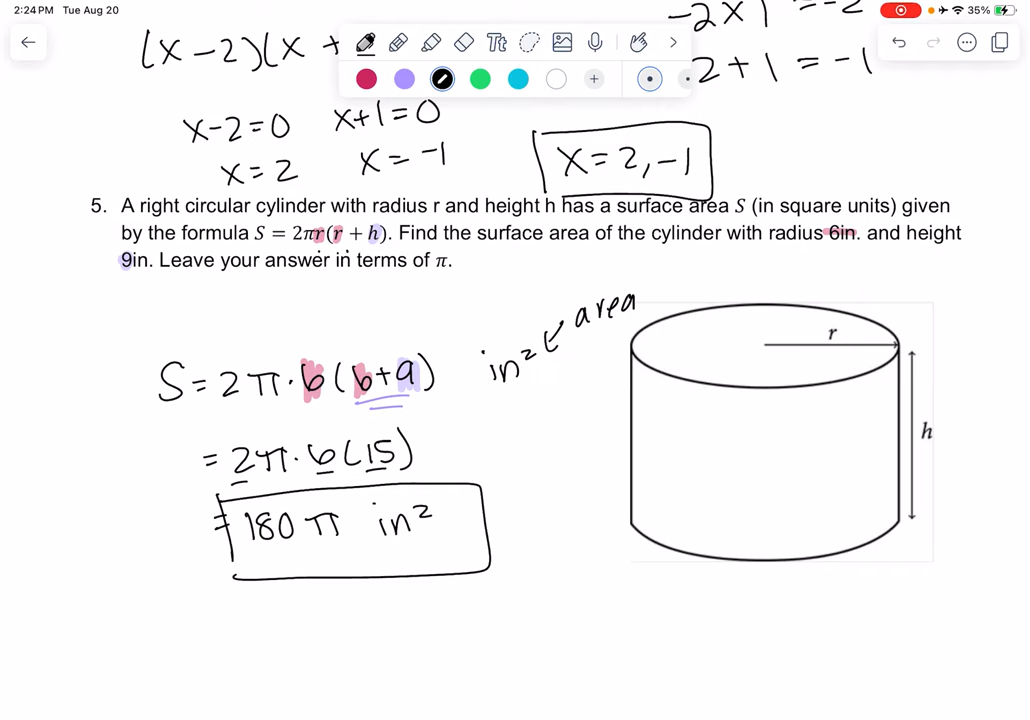 2:24 PM Tue Aug 20
35%
Tt
-2x1 = -2
(x-2)(x+
2+1=-1
x-2=0 x+1=0
x=2 x=-1
x=2,-1
5. A right circular cylinder with radius r and height h has a surface area S (in square units) given
by the formula S = 2πr(r + h). Find the surface area of the cylinder with radius 6in. and height
9in. Leave your answer in terms of π.
area
in²
S=2π·6(6+9)
=2π·6(15)
=180π in²
r
h